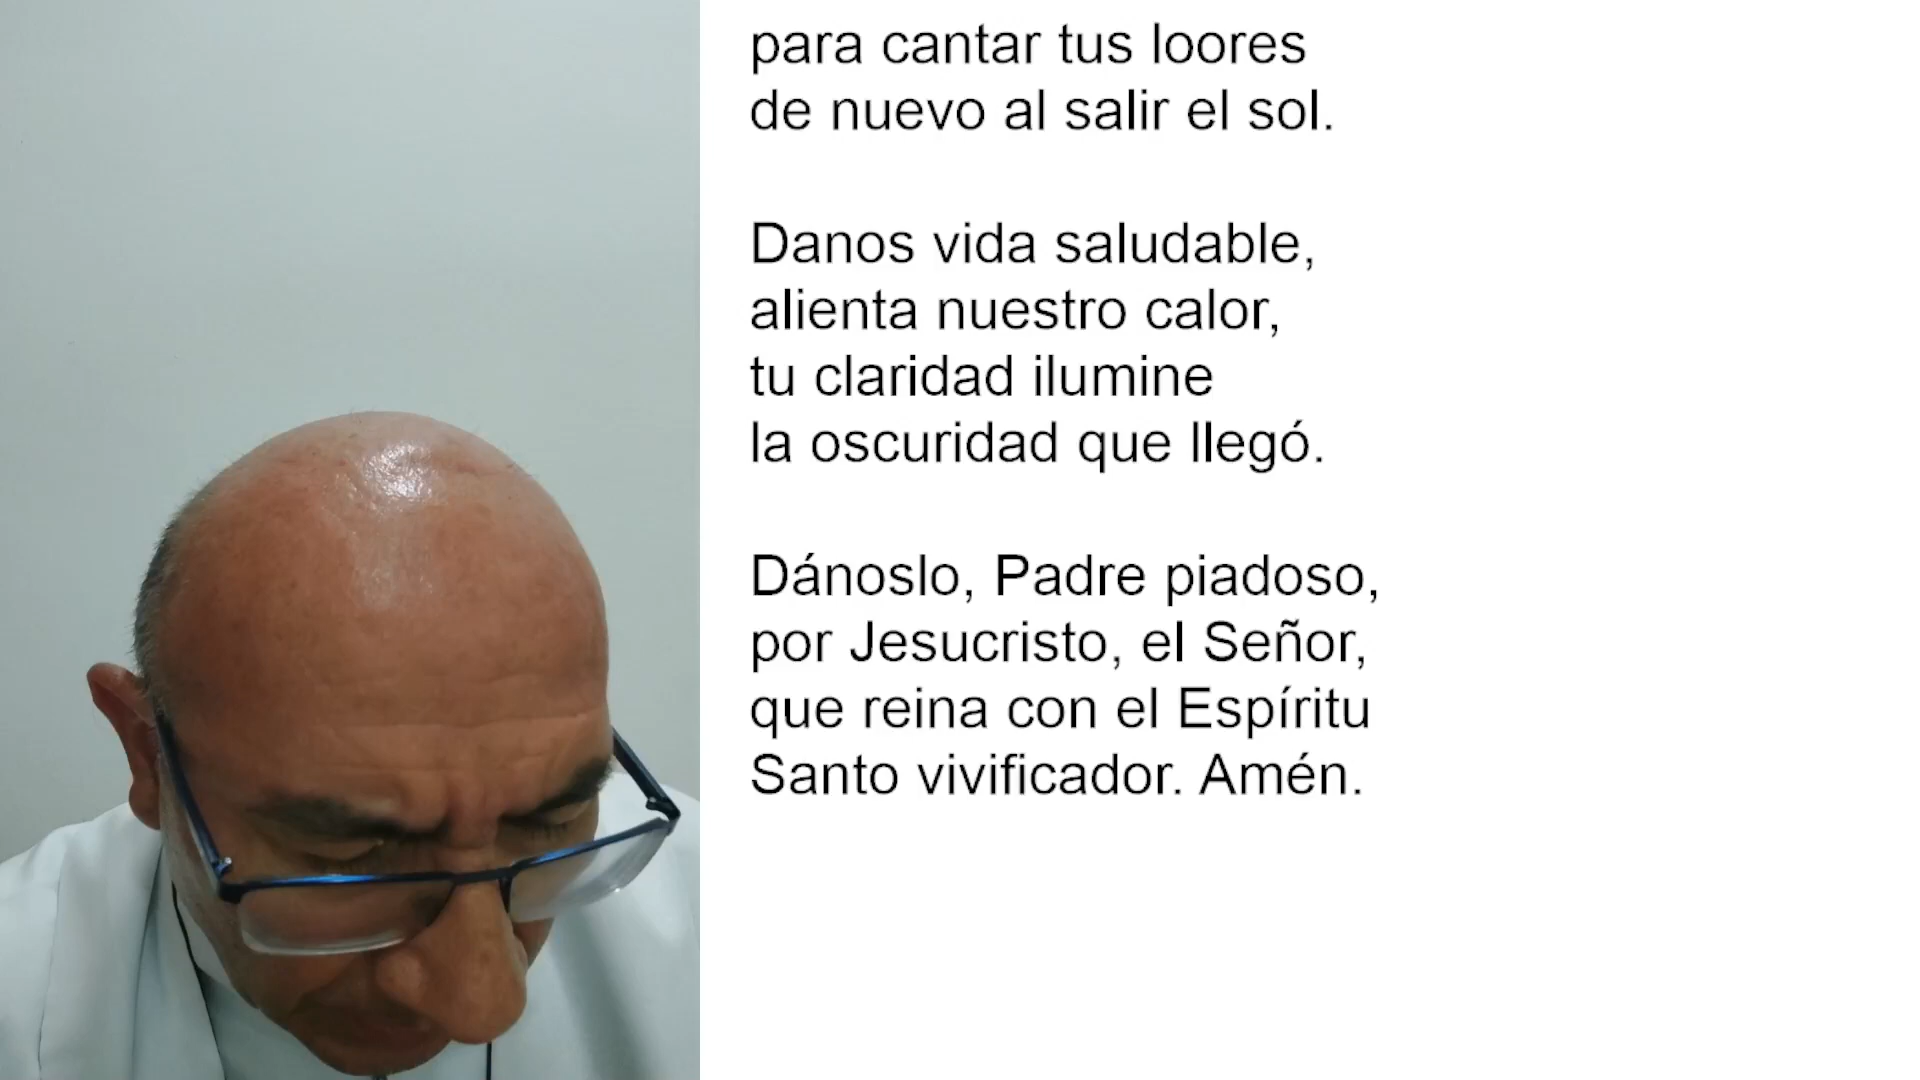 para cantar tus loores
de nuevo al salir el sol.
Danos vida saludable,
alienta nuestro calor,
tu claridad ilumine
la oscuridad que llegó.
Dánoslo, Padre piadoso,
por Jesucristo, el Señor,
que reina con el Espíritu
Santo vivificador. Amén.